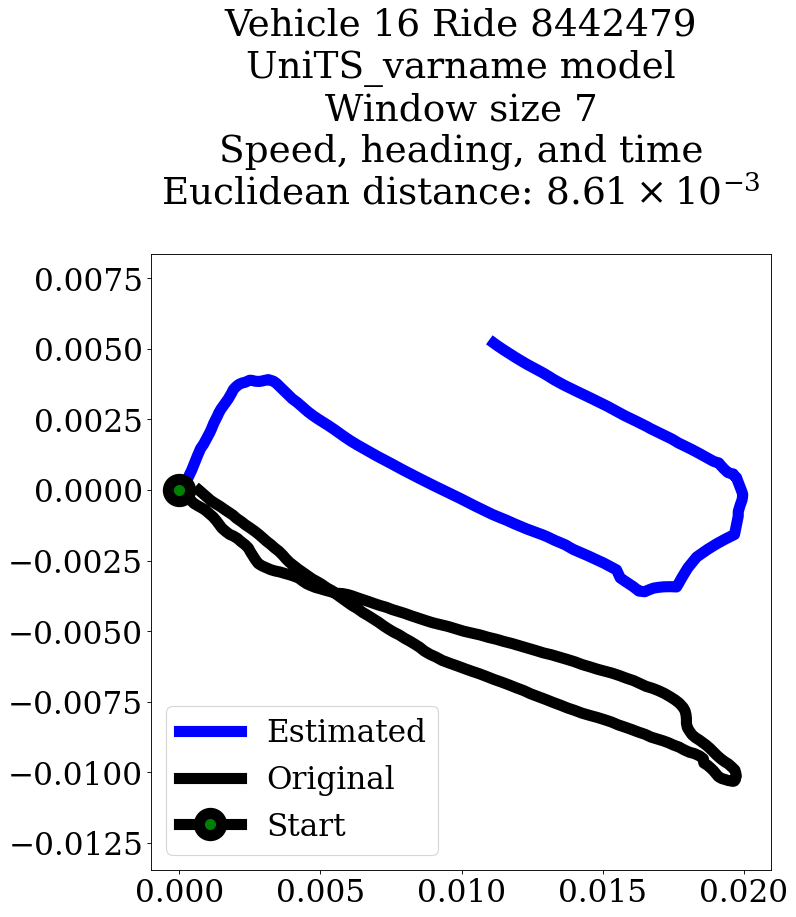 Vehicle 16 Ride 8442479
UniTS_varname model
Window size 7
Speed, heading, and time
Euclidean distance: $8.61 \times 10^{-3}$
0.0075
0.0050
0.0025
0.0000
−0.0025
−0.0050
−0.0075
−0.0100
−0.0125
Estimated
Original
Start
0.000 0.005 0.010 0.015 0.020